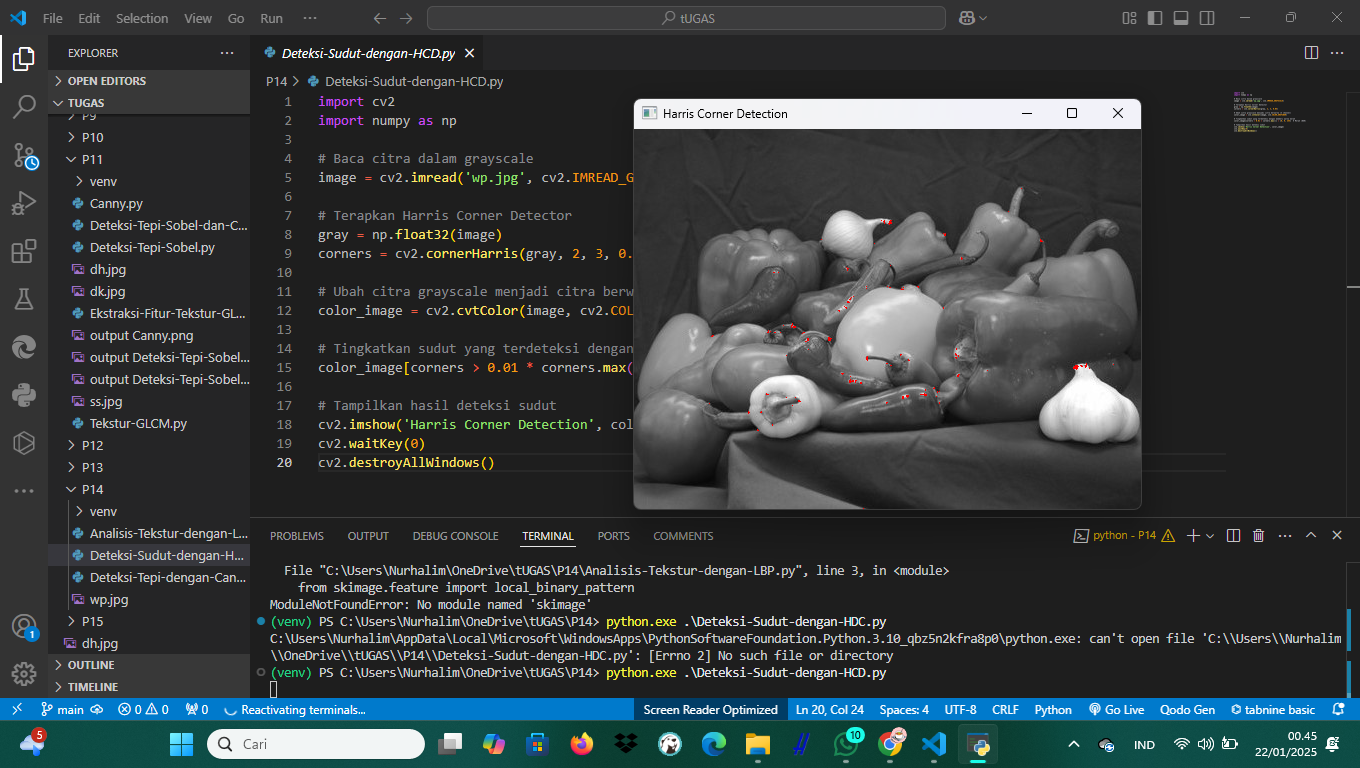 File Edit Selection View Go Run ···
tUGAS
EXPLORER
OPEN EDITORS
TUGAS
P9
P10
P11
venv
Canny.py
Deteksi-Tepi-Sobel-dan-C...
Deteksi-Tepi-Sobel.py
dh.jpg
dk.jpg
Ekstraksi-Fitur-Tekstur-GL...
output Canny.png
output Deteksi-Tepi-Sobel...
output Deteksi-Tepi-Sobel...
ss.jpg
Tekstur-GLCM.py
P12
P13
P14
venv
Analisis-Tekstur-dengan-L...
Deteksi-Sudut-dengan-H...
Deteksi-Tepi-dengan-Can...
wp.jpg
P15
dh.jpg
OUTLINE
TIMELINE
1
Deteksi-Sudut-dengan-HCD.py
P14 > Deteksi-Sudut-dengan-HCD.py
1 import cv2
2 import numpy as np
3
4 # Baca citra dalam grayscale
5 image = cv2.imread('wp.jpg', cv2.IMREAD_G
6
7 # Terapkan Harris Corner Detector
8 gray = np.float32(image)
9 corners = cv2.cornerHarris(gray, 2, 3, 0.
10
11 # Ubah citra grayscale menjadi citra berw
12 color_image = cv2.cvtColor(image, cv2.COL
13
14 # Tingkatkan sudut yang terdeteksi dengan
15 color_image[corners > 0.01 * corners.max(
16
17 # Tampilkan hasil deteksi sudut
18 cv2.imshow('Harris Corner Detection', col
19 cv2.waitKey(0)
20 cv2.destroyAllWindows()
Harris Corner Detection
PROBLEMS OUTPUT DEBUG CONSOLE TERMINAL PORTS COMMENTS
python - P14
File "C:\Users\Nurhalim\OneDrive\tUGAS\P14\Analisis-Tekstur-dengan-LBP.py", line 3, in <module>
from skimage.feature import local_binary_pattern
ModuleNotFoundError: No module named 'skimage'
(venv) PS C:\Users\Nurhalim\OneDrive\tUGAS\P14> python.exe .\Deteksi-Sudut-dengan-HDC.py
C:\Users\Nurhalim\AppData\Local\Microsoft\WindowsApps\PythonSoftwareFoundation.Python.3.10_qbz5n2kfra8p0\python.exe: can't open file 'C:\\Users\\Nurhalim
\\OneDrive\\tUGAS\\P14\\Deteksi-Sudut-dengan-HDC.py': [Errno 2] No such file or directory
(venv) PS C:\Users\Nurhalim\OneDrive\tUGAS\P14> python.exe .\Deteksi-Sudut-dengan-HCD.py
main 0 0 0 Reactivating terminals... Screen Reader Optimized Ln 20, Col 24 Spaces: 4 UTF-8 CRLF Python Go Live Qodo Gen tabnine basic
5
Cari
10
IND
00.45
22/01/2025